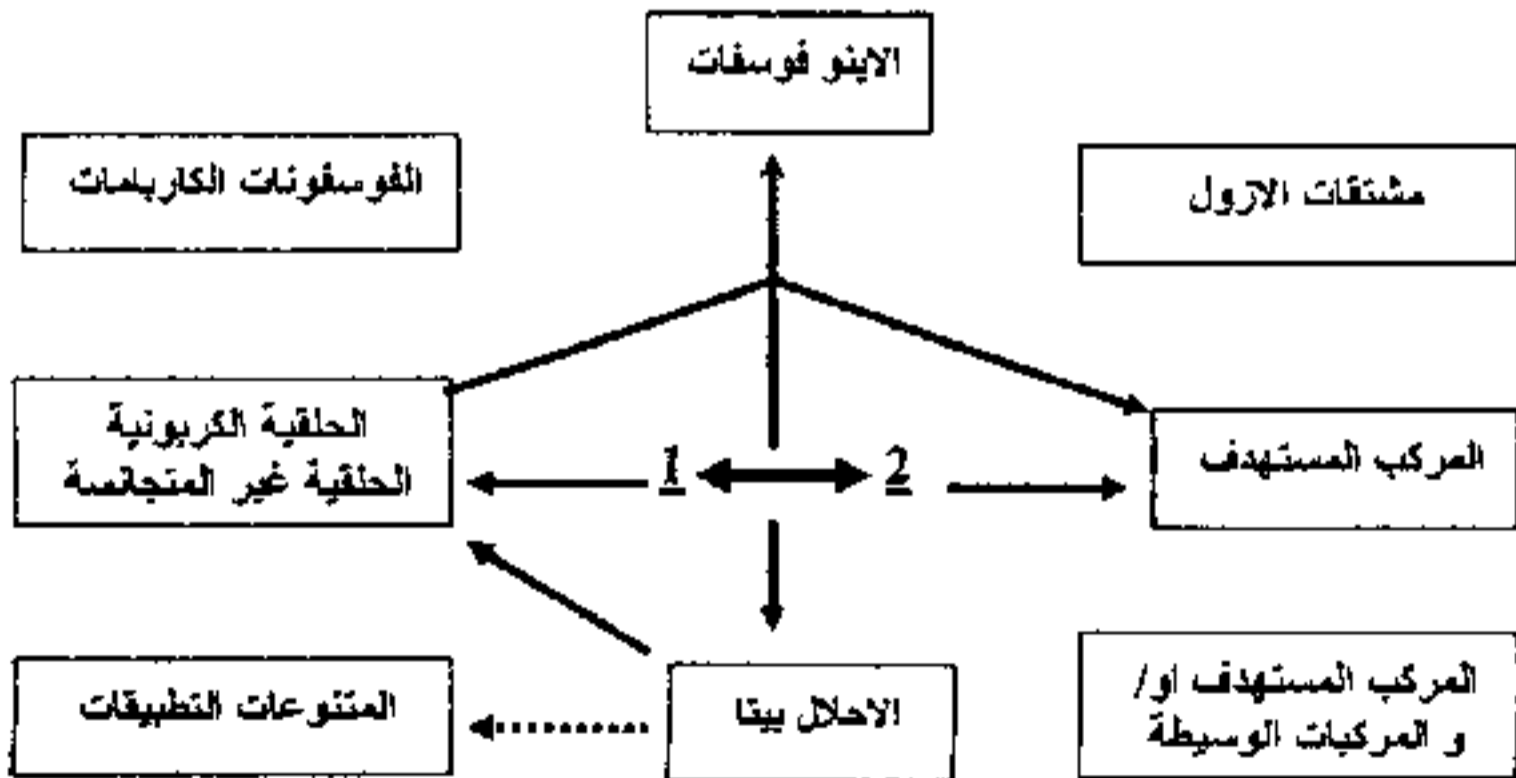 الاينو فوسفات
مشتقات الازول
الفوسفونات الكاربامات
الحلقية الكربونية
الحلقية غير المتجانسة
1
2
المركب المستهدف
المركب المستهدف او/
و المركبات الوسيطة
الاحلال بيتا
المتنوعات التطبيقات